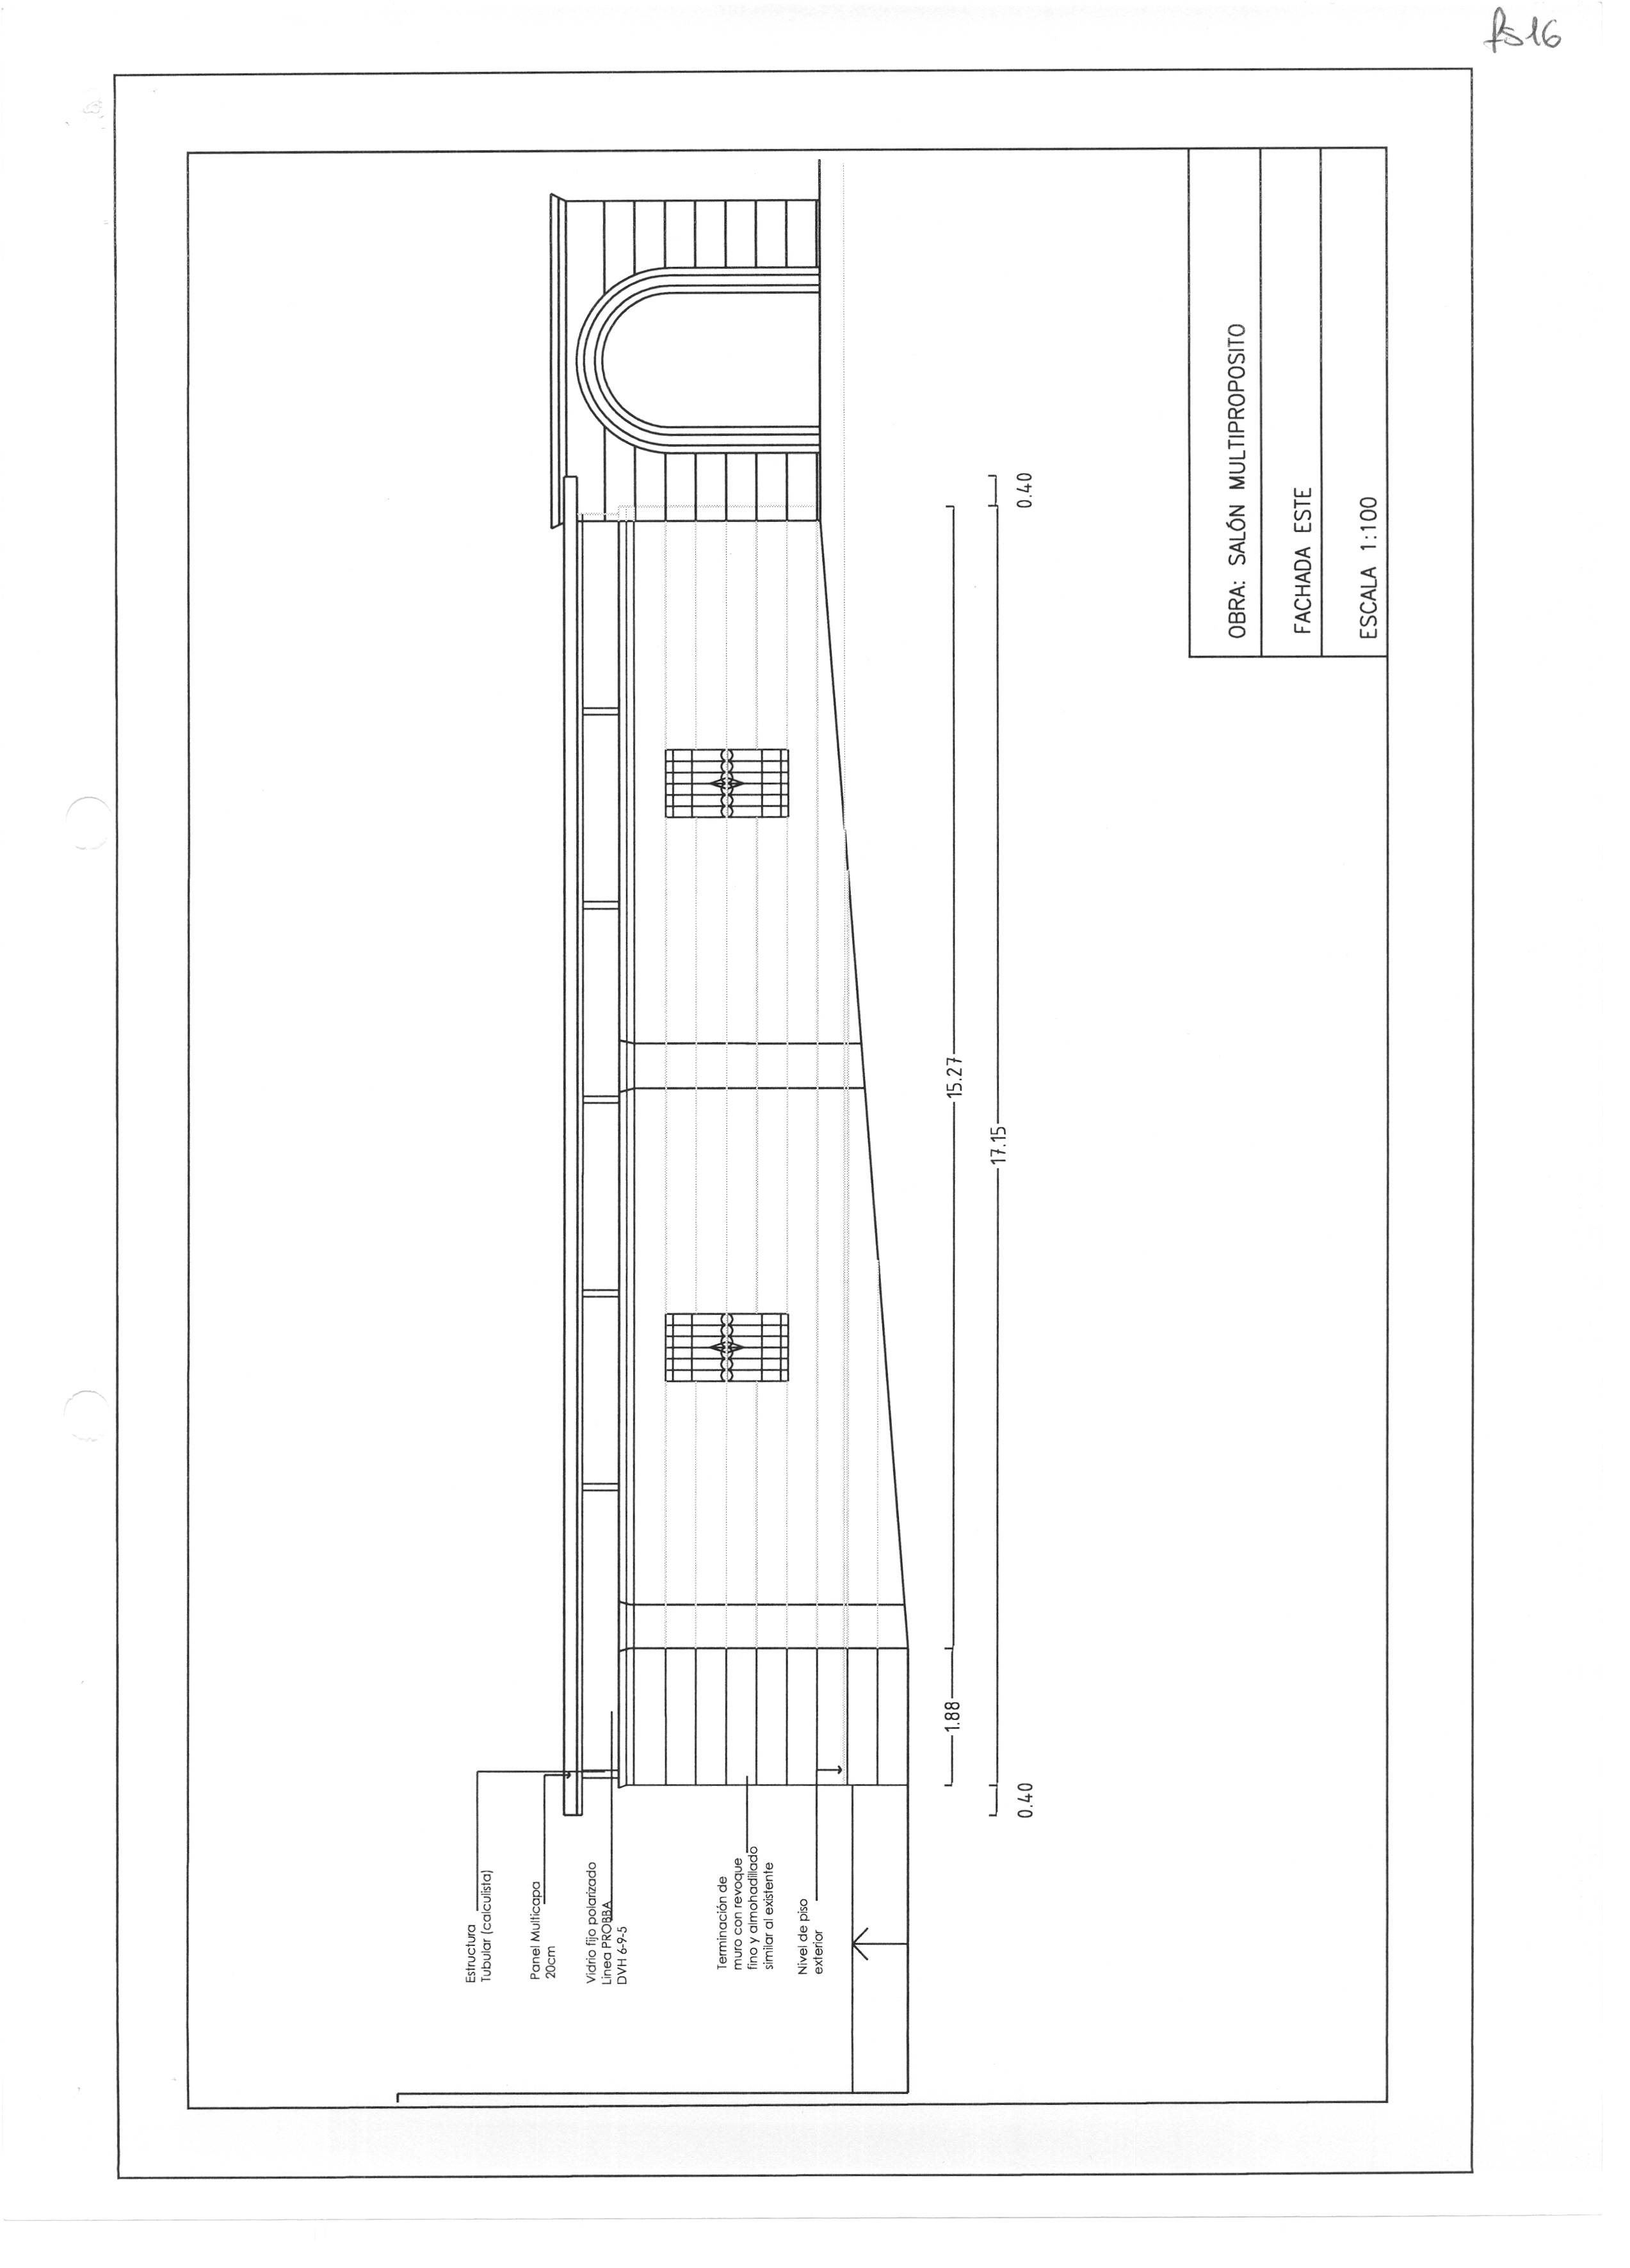 fs16
Estructura
Tubular (calculista)
Panel Multicapa
20cm
Vidrio fijo polarizado
Linea PROBBA
DVH 6-9-5
Terminación de
muro con revoque
fino y almohadillado
similar al existente
Nivel de piso
exterior
1.88
15.27
0.40
17.15
0.40
OBRA: SALÓN MULTIPROPOSITO
FACHADA ESTE
ESCALA 1:100